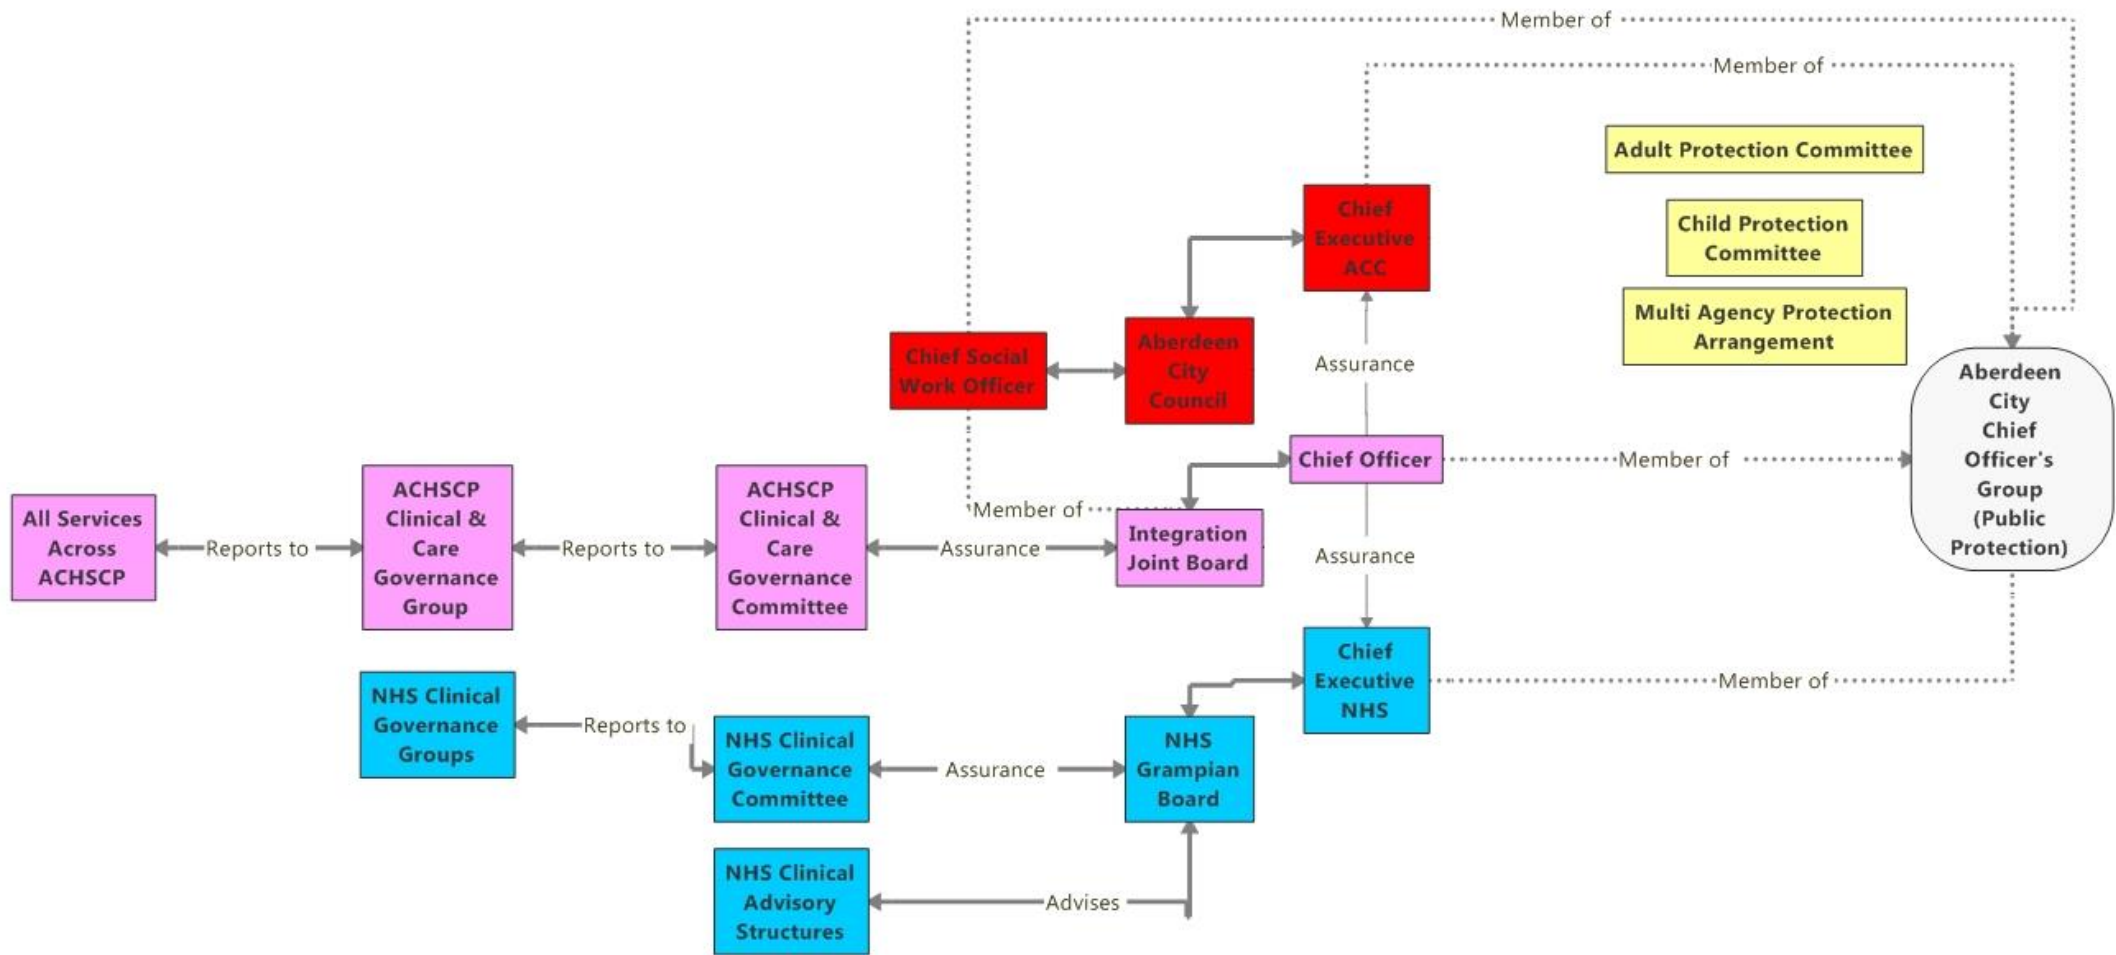 Member of
Member of
Adult Protection Committee
Child Protection
Committee
Multi Agency Protection
Arrangement
Chief
Executive
ACC
Chief Social
Work Officer
Aberdeen
City
Council
Assurance
Aberdeen
City
Chief
Officer's
Group
(Public
Protection)
Chief Officer
Member of
All Services
Across
ACHSCP
Reports to
ACHSCP
Clinical &
Care
Governance
Group
Reports to
ACHSCP
Clinical &
Care
Governance
Committee
Member of
Assurance
Integration
Joint Board
Assurance
Chief
Executive
NHS
Member of
NHS Clinical
Governance
Groups
Reports to
NHS Clinical
Governance
Committee
Assurance
NHS
Grampian
Board
NHS Clinical
Advisory
Structures
Advises